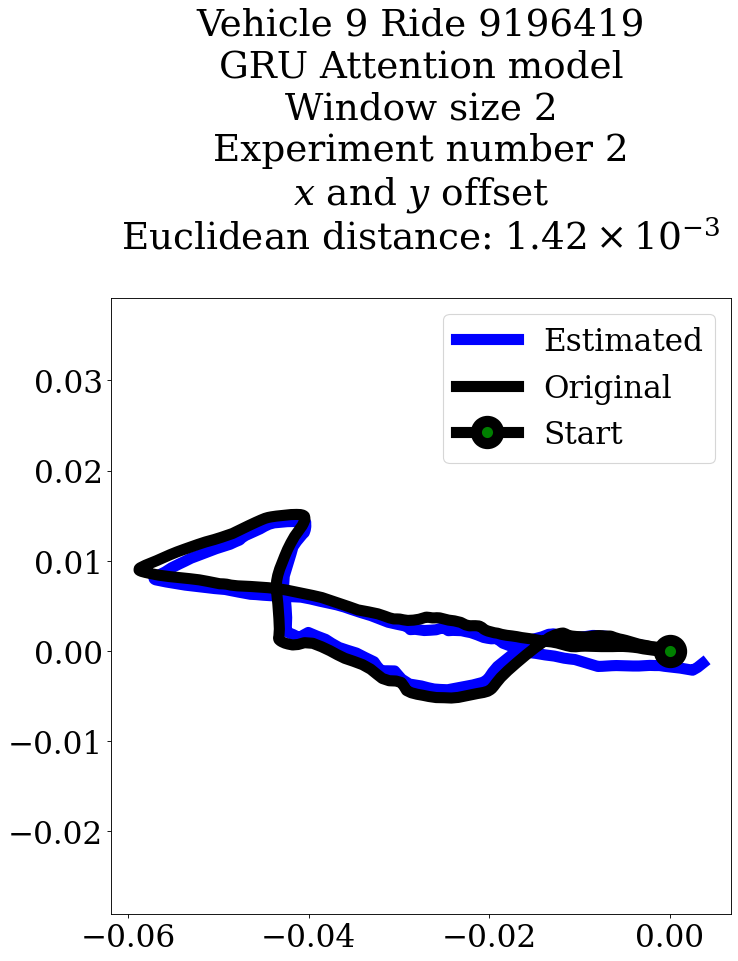 Vehicle 9 Ride 9196419
GRU Attention model
Window size 2
Experiment number 2
x and y offset
Euclidean distance: 1.42 × 10⁻³
Estimated
Original
Start
0.03
0.02
0.01
0.00
−0.01
−0.02
−0.06
−0.04
−0.02
0.00